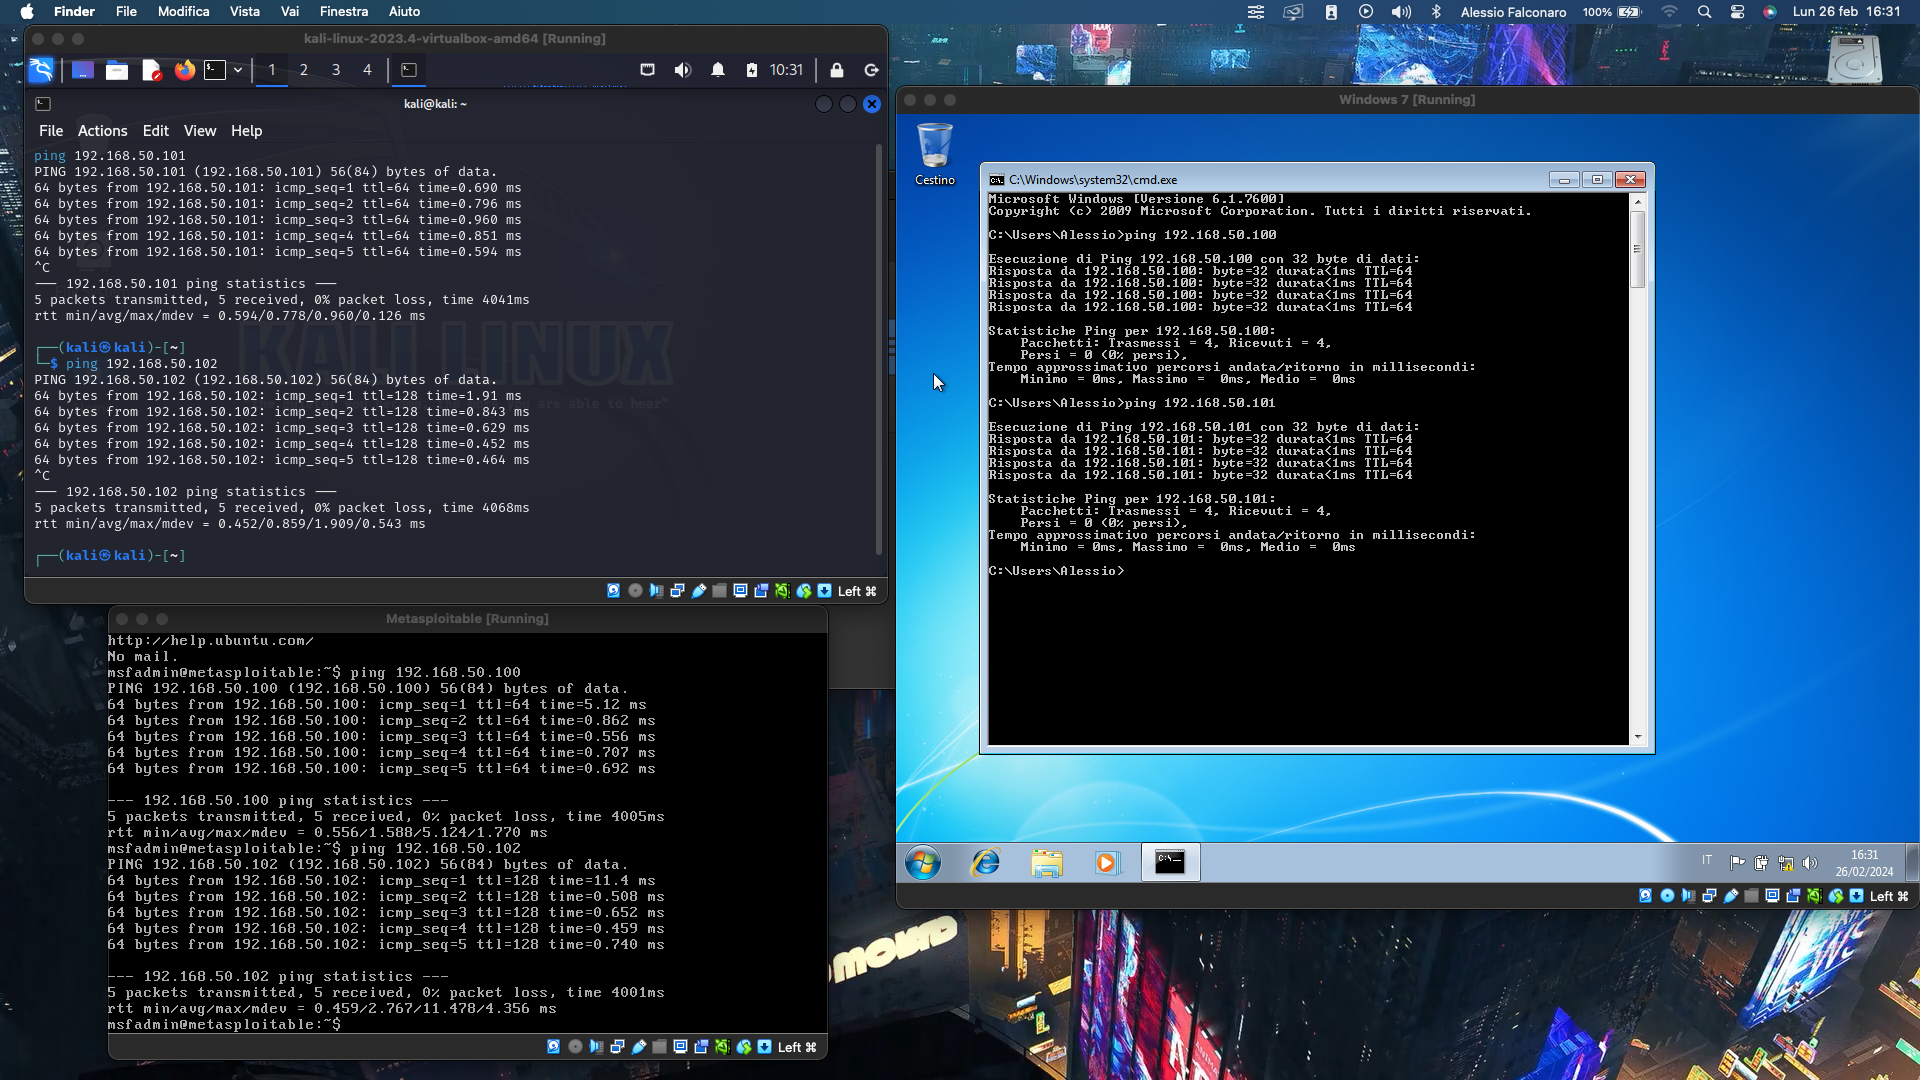 Finder File Modifica Vista Vai Finestra Aiuto
Alessio Falconaro 100% Lun 26 feb 16:31
kali-linux-2023.4-virtualbox-amd64 [Running]
1 2 3 4
10:31
kali@kali: ~
File Actions Edit View Help
ping 192.168.50.101
PING 192.168.50.101 (192.168.50.101) 56(84) bytes of data.
64 bytes from 192.168.50.101: icmp_seq=1 ttl=64 time=0.690 ms
64 bytes from 192.168.50.101: icmp_seq=2 ttl=64 time=0.796 ms
64 bytes from 192.168.50.101: icmp_seq=3 ttl=64 time=0.960 ms
64 bytes from 192.168.50.101: icmp_seq=4 ttl=64 time=0.851 ms
64 bytes from 192.168.50.101: icmp_seq=5 ttl=64 time=0.594 ms
^C
— 192.168.50.101 ping statistics —
5 packets transmitted, 5 received, 0% packet loss, time 4041ms
rtt min/avg/max/mdev = 0.594/0.778/0.960/0.126 ms
┌──(kali㉿kali)-[~]
└─$ ping 192.168.50.102
PING 192.168.50.102 (192.168.50.102) 56(84) bytes of data.
64 bytes from 192.168.50.102: icmp_seq=1 ttl=128 time=1.91 ms
64 bytes from 192.168.50.102: icmp_seq=2 ttl=128 time=0.843 ms
64 bytes from 192.168.50.102: icmp_seq=3 ttl=128 time=0.629 ms
64 bytes from 192.168.50.102: icmp_seq=4 ttl=128 time=0.452 ms
64 bytes from 192.168.50.102: icmp_seq=5 ttl=128 time=0.464 ms
^C
— 192.168.50.102 ping statistics —
5 packets transmitted, 5 received, 0% packet loss, time 4068ms
rtt min/avg/max/mdev = 0.452/0.859/1.909/0.543 ms
┌──(kali㉿kali)-[~]
KALI LINUX
are able to hear"
Left ⌘
Metasploitable [Running]
http://help.ubuntu.com/
No mail.
msfadmin@metasploitable:~$ ping 192.168.50.100
PING 192.168.50.100 (192.168.50.100) 56(84) bytes of data.
64 bytes from 192.168.50.100: icmp_seq=1 ttl=64 time=5.12 ms
64 bytes from 192.168.50.100: icmp_seq=2 ttl=64 time=0.862 ms
64 bytes from 192.168.50.100: icmp_seq=3 ttl=64 time=0.556 ms
64 bytes from 192.168.50.100: icmp_seq=4 ttl=64 time=0.707 ms
64 bytes from 192.168.50.100: icmp_seq=5 ttl=64 time=0.692 ms
--- 192.168.50.100 ping statistics ---
5 packets transmitted, 5 received, 0% packet loss, time 4005ms
rtt min/avg/max/mdev = 0.556/1.588/5.124/1.770 ms
msfadmin@metasploitable:~$ ping 192.168.50.102
PING 192.168.50.102 (192.168.50.102) 56(84) bytes of data.
64 bytes from 192.168.50.102: icmp_seq=1 ttl=128 time=11.4 ms
64 bytes from 192.168.50.102: icmp_seq=2 ttl=128 time=0.508 ms
64 bytes from 192.168.50.102: icmp_seq=3 ttl=128 time=0.652 ms
64 bytes from 192.168.50.102: icmp_seq=4 ttl=128 time=0.459 ms
64 bytes from 192.168.50.102: icmp_seq=5 ttl=128 time=0.740 ms
--- 192.168.50.102 ping statistics ---
5 packets transmitted, 5 received, 0% packet loss, time 4001ms
rtt min/avg/max/mdev = 0.459/2.767/11.478/4.356 ms
msfadmin@metasploitable:~$
Left ⌘
Windows 7 [Running]
Cestino
C:\Windows\system32\cmd.exe
Microsoft Windows [Versione 6.1.7600]
Copyright (c) 2009 Microsoft Corporation. Tutti i diritti riservati.
C:\Users\Alessio>ping 192.168.50.100
Esecuzione di Ping 192.168.50.100 con 32 byte di dati:
Risposta da 192.168.50.100: byte=32 durata<1ms TTL=64
Risposta da 192.168.50.100: byte=32 durata<1ms TTL=64
Risposta da 192.168.50.100: byte=32 durata<1ms TTL=64
Risposta da 192.168.50.100: byte=32 durata<1ms TTL=64
Statistiche Ping per 192.168.50.100:
Pacchetti: Trasmessi = 4, Ricevuti = 4,
Persi = 0 (0% persi),
Tempo approssimativo percorsi andata/ritorno in millisecondi:
Minimo = 0ms, Massimo = 0ms, Medio = 0ms
C:\Users\Alessio>ping 192.168.50.101
Esecuzione di Ping 192.168.50.101 con 32 byte di dati:
Risposta da 192.168.50.101: byte=32 durata<1ms TTL=64
Risposta da 192.168.50.101: byte=32 durata<1ms TTL=64
Risposta da 192.168.50.101: byte=32 durata<1ms TTL=64
Risposta da 192.168.50.101: byte=32 durata<1ms TTL=64
Statistiche Ping per 192.168.50.101:
Pacchetti: Trasmessi = 4, Ricevuti = 4,
Persi = 0 (0% persi),
Tempo approssimativo percorsi andata/ritorno in millisecondi:
Minimo = 0ms, Massimo = 0ms, Medio = 0ms
C:\Users\Alessio>
IT
16:31
26/02/2024
Left ⌘